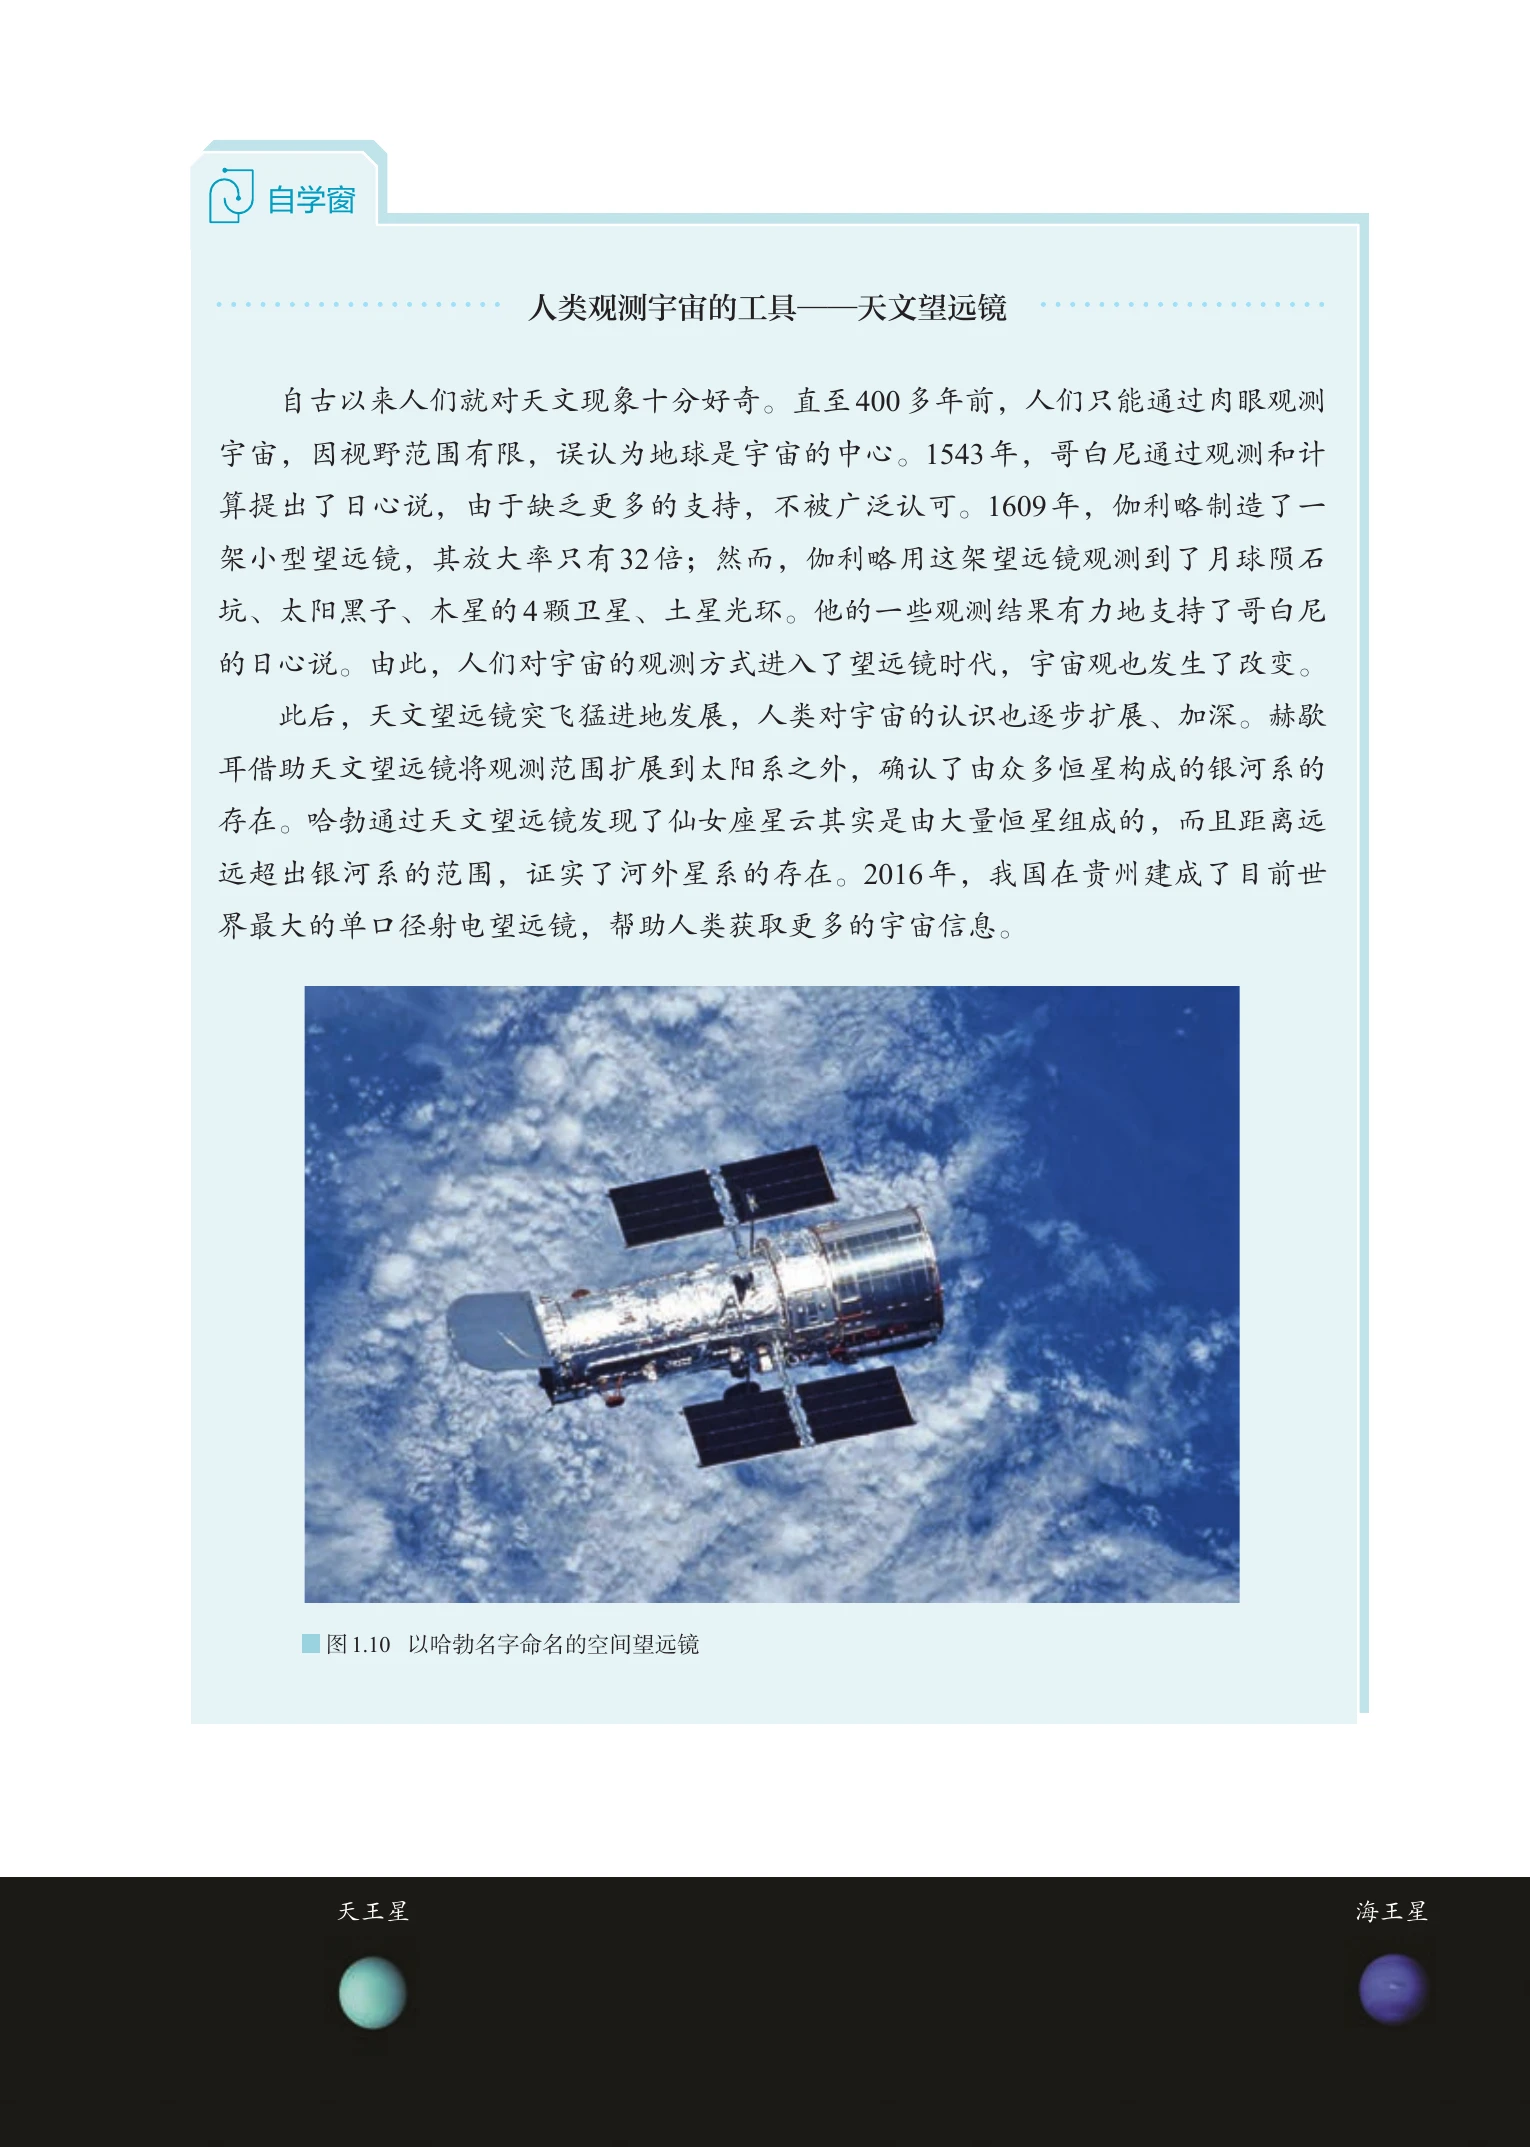 自学窗
人类观测宇宙的工具——天文望远镜
自古以来人们就对天文现象十分好奇。直至400多年前，人们只能通过肉眼观测
宇宙，因视野范围有限，误认为地球是宇宙的中心。1543年，哥白尼通过观测和计
算提出了日心说，由于缺乏更多的支持，不被广泛认可。1609年，伽利略制造了一
架小型望远镜，其放大率只有32倍；然而，伽利略用这架望远镜观测到了月球陨石
坑、太阳黑子、木星的4颗卫星、土星光环。他的一些观测结果有力地支持了哥白尼
的日心说。由此，人们对宇宙的观测方式进入了望远镜时代，宇宙观也发生了改变。
此后，天文望远镜突飞猛进地发展，人类对宇宙的认识也逐步扩展、加深。赫歇
耳借助天文望远镜将观测范围扩展到太阳系之外，确认了由众多恒星构成的银河系的
存在。哈勃通过天文望远镜发现了仙女座星云其实是由大量恒星组成的，而且距离远
远超出银河系的范围，证实了河外星系的存在。2016年，我国在贵州建成了目前世
界最大的单口径射电望远镜，帮助人类获取更多的宇宙信息。
图1.10 以哈勃名字命名的空间望远镜
天王星
海王星